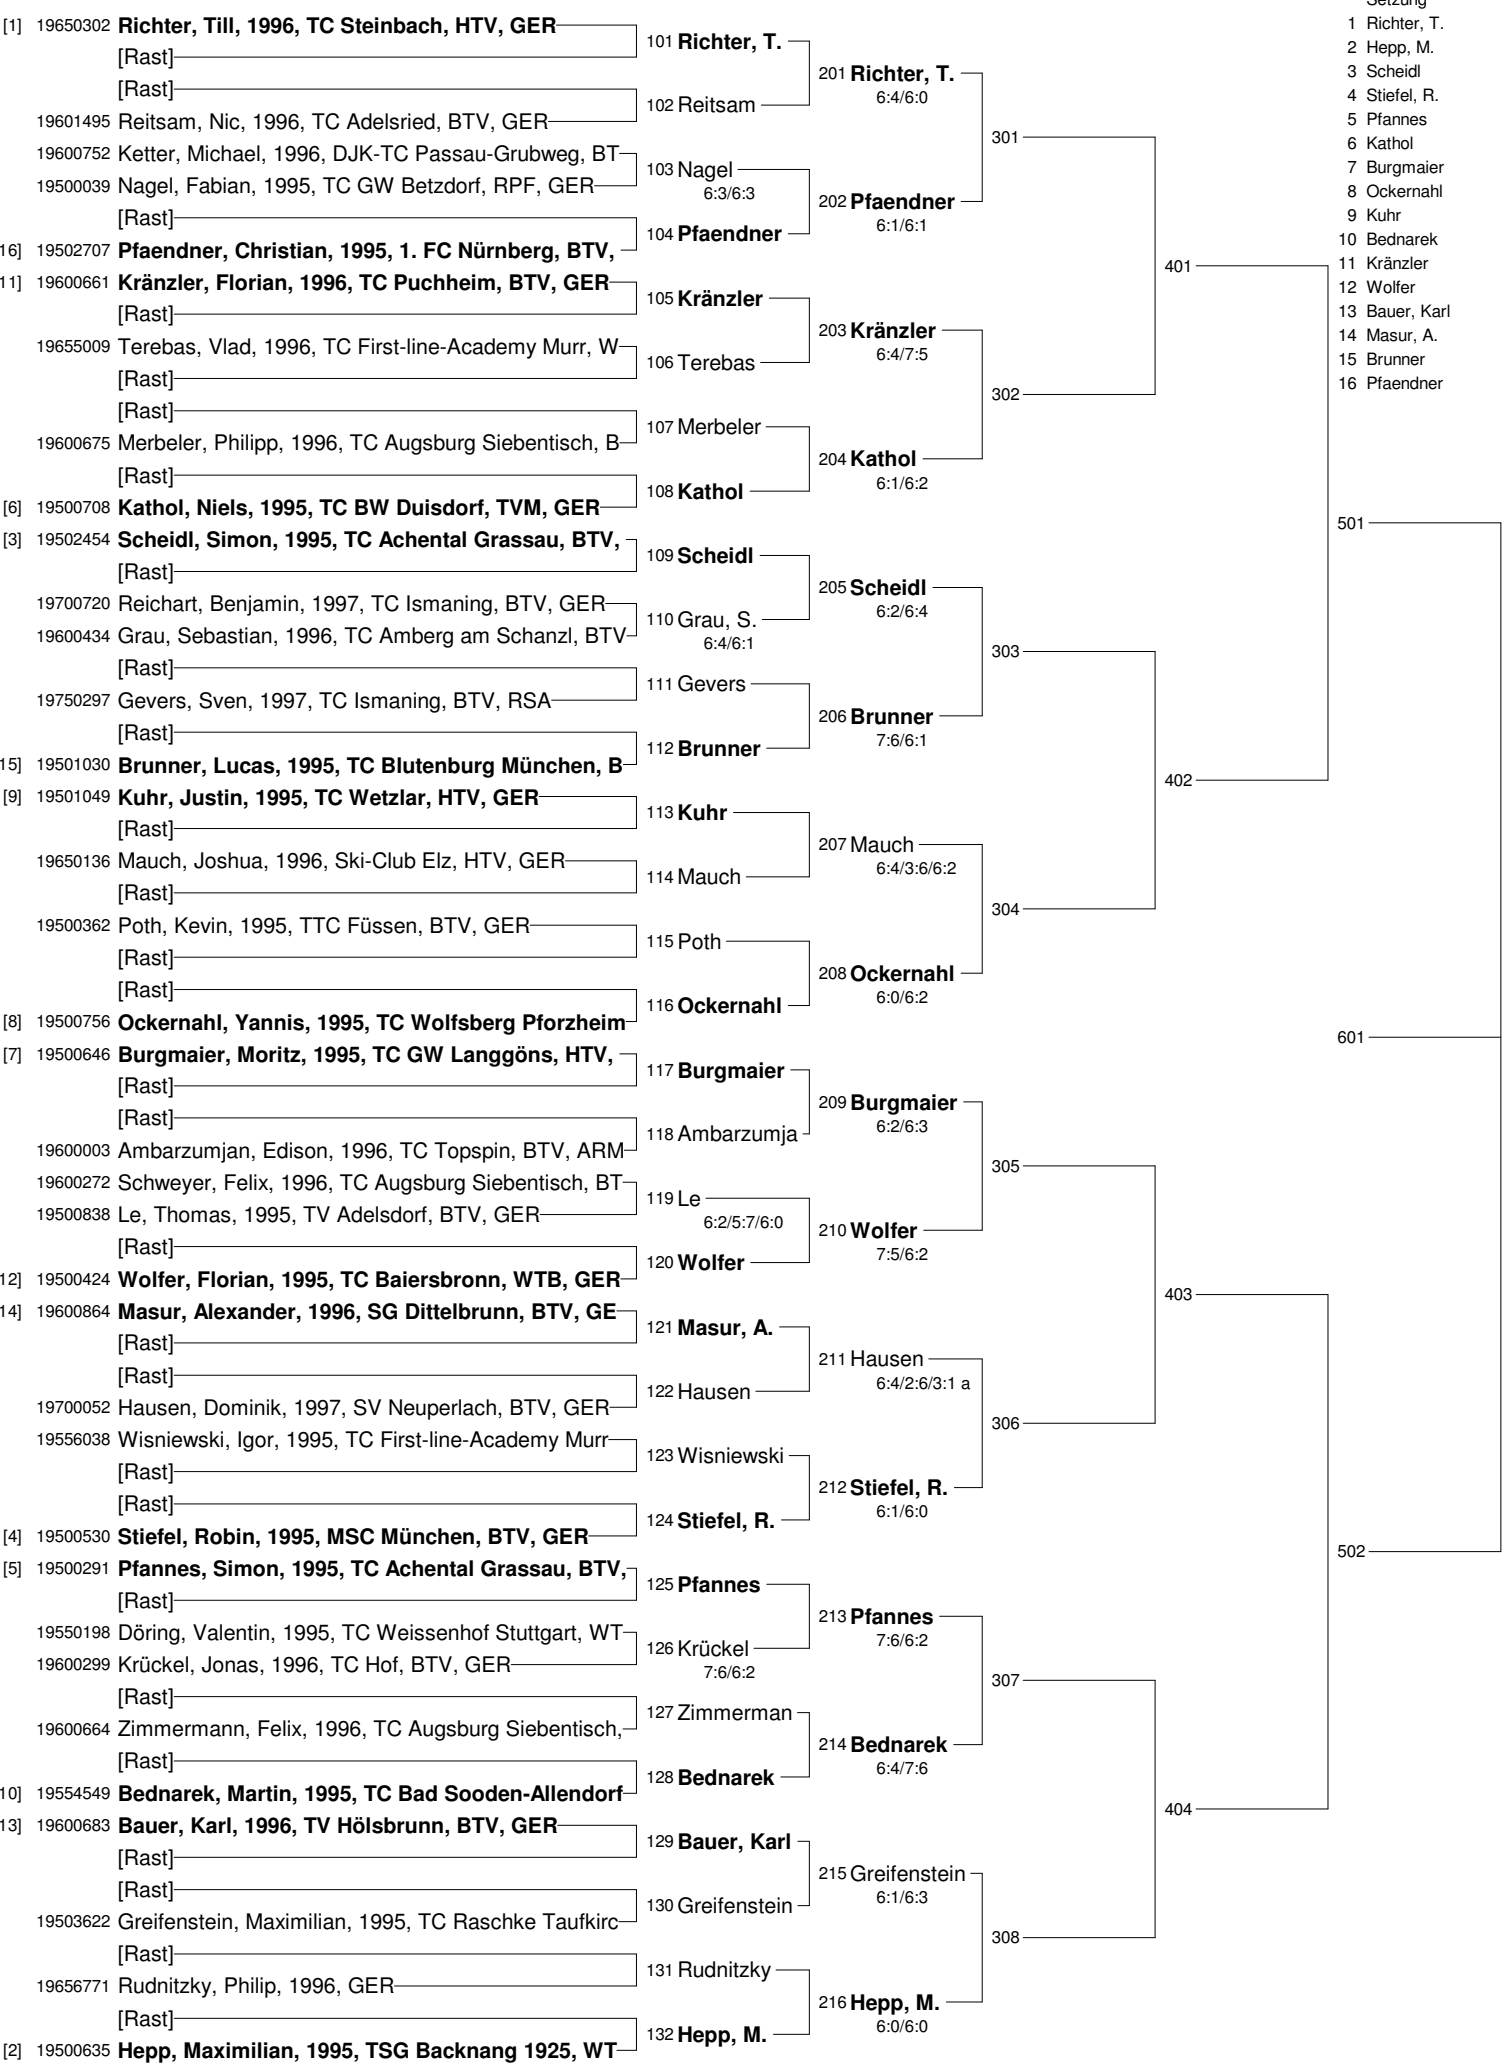 Setzung
1 Richter, T.
2 Hepp, M.
3 Scheidl
4 Stiefel, R.
5 Pfannes
6 Kathol
7 Burgmaier
8 Ockernahl
9 Kuhr
10 Bednarek
11 Kränzler
12 Wolfer
13 Bauer, Karl
14 Masur, A.
15 Brunner
16 Pfaendner
[1] 19650302 Richter, Till, 1996, TC Steinbach, HTV, GER
[Rast]
[Rast]
19601495 Reitsam, Nic, 1996, TC Adelsried, BTV, GER
19600752 Ketter, Michael, 1996, DJK-TC Passau-Grubweg, BT
19500039 Nagel, Fabian, 1995, TC GW Betzdorf, RPF, GER
[Rast]
16] 19502707 Pfaendner, Christian, 1995, 1. FC Nürnberg, BTV,
11] 19600661 Kränzler, Florian, 1996, TC Puchheim, BTV, GER
[Rast]
19655009 Terebas, Vlad, 1996, TC First-line-Academy Murr, W
[Rast]
[Rast]
19600675 Merbeler, Philipp, 1996, TC Augsburg Siebentisch, B
[Rast]
[6] 19500708 Kathol, Niels, 1995, TC BW Duisdorf, TVM, GER
[3] 19502454 Scheidl, Simon, 1995, TC Achental Grassau, BTV,
[Rast]
19700720 Reichart, Benjamin, 1997, TC Ismaning, BTV, GER
19600434 Grau, Sebastian, 1996, TC Amberg am Schanzl, BTV
[Rast]
19750297 Gevers, Sven, 1997, TC Ismaning, BTV, RSA
[Rast]
15] 19501030 Brunner, Lucas, 1995, TC Blutenburg München, B
[9] 19501049 Kuhr, Justin, 1995, TC Wetzlar, HTV, GER
[Rast]
19650136 Mauch, Joshua, 1996, Ski-Club Elz, HTV, GER
[Rast]
19500362 Poth, Kevin, 1995, TTC Füssen, BTV, GER
[Rast]
[Rast]
[8] 19500756 Ockernahl, Yannis, 1995, TC Wolfsberg Pforzheim
[7] 19500646 Burgmaier, Moritz, 1995, TC GW Langgöns, HTV,
[Rast]
[Rast]
19600003 Ambarzumjan, Edison, 1996, TC Topspin, BTV, ARM
19600272 Schweyer, Felix, 1996, TC Augsburg Siebentisch, BT
19500838 Le, Thomas, 1995, TV Adelsdorf, BTV, GER
[Rast]
12] 19500424 Wolfer, Florian, 1995, TC Baiersbronn, WTB, GER
14] 19600864 Masur, Alexander, 1996, SG Dittelbrunn, BTV, GE
[Rast]
[Rast]
19700052 Hausen, Dominik, 1997, SV Neuperlach, BTV, GER
19556038 Wisniewski, Igor, 1995, TC First-line-Academy Murr
[Rast]
[Rast]
[4] 19500530 Stiefel, Robin, 1995, MSC München, BTV, GER
[5] 19500291 Pfannes, Simon, 1995, TC Achental Grassau, BTV,
[Rast]
19550198 Döring, Valentin, 1995, TC Weissenhof Stuttgart, WT
19600299 Krückel, Jonas, 1996, TC Hof, BTV, GER
[Rast]
19600664 Zimmermann, Felix, 1996, TC Augsburg Siebentisch,
[Rast]
10] 19554549 Bednarek, Martin, 1995, TC Bad Sooden-Allendorf
13] 19600683 Bauer, Karl, 1996, TV Hölsbrunn, BTV, GER
[Rast]
[Rast]
19503622 Greifenstein, Maximilian, 1995, TC Raschke Taufkirc
[Rast]
19656771 Rudnitzky, Philip, 1996, GER
[Rast]
[2] 19500635 Hepp, Maximilian, 1995, TSG Backnang 1925, WT
101 Richter, T.
102 Reitsam
103 Nagel
6:3/6:3
104 Pfaendner
105 Kränzler
106 Terebas
107 Merbeler
108 Kathol
109 Scheidl
110 Grau, S.
6:4/6:1
111 Gevers
112 Brunner
113 Kuhr
114 Mauch
115 Poth
116 Ockernahl
117 Burgmaier
118 Ambarzumja
119 Le
6:2/5:7/6:0
120 Wolfer
121 Masur, A.
122 Hausen
123 Wisniewski
124 Stiefel, R.
125 Pfannes
126 Krückel
7:6/6:2
127 Zimmerman
128 Bednarek
129 Bauer, Karl
130 Greifenstein
131 Rudnitzky
132 Hepp, M.
201 Richter, T.
6:4/6:0
202 Pfaendner
6:1/6:1
203 Kränzler
6:4/7:5
204 Kathol
6:1/6:2
205 Scheidl
6:2/6:4
206 Brunner
7:6/6:1
207 Mauch
6:4/3:6/6:2
208 Ockernahl
6:0/6:2
209 Burgmaier
6:2/6:3
210 Wolfer
7:5/6:2
211 Hausen
6:4/2:6/3:1 a
212 Stiefel, R.
6:1/6:0
213 Pfannes
7:6/6:2
214 Bednarek
6:4/7:6
215 Greifenstein
6:1/6:3
216 Hepp, M.
6:0/6:0
301
302
303
304
305
306
307
308
401
402
403
404
501
502
601